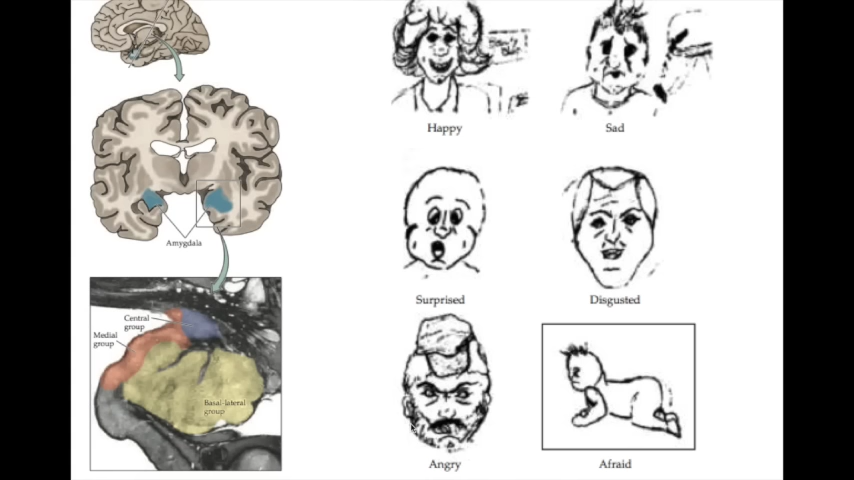 Amygdala
Central
group
Medial
group
Basal-lateral
group
Happy
Sad
Surprised
Disgusted
Angry
Afraid